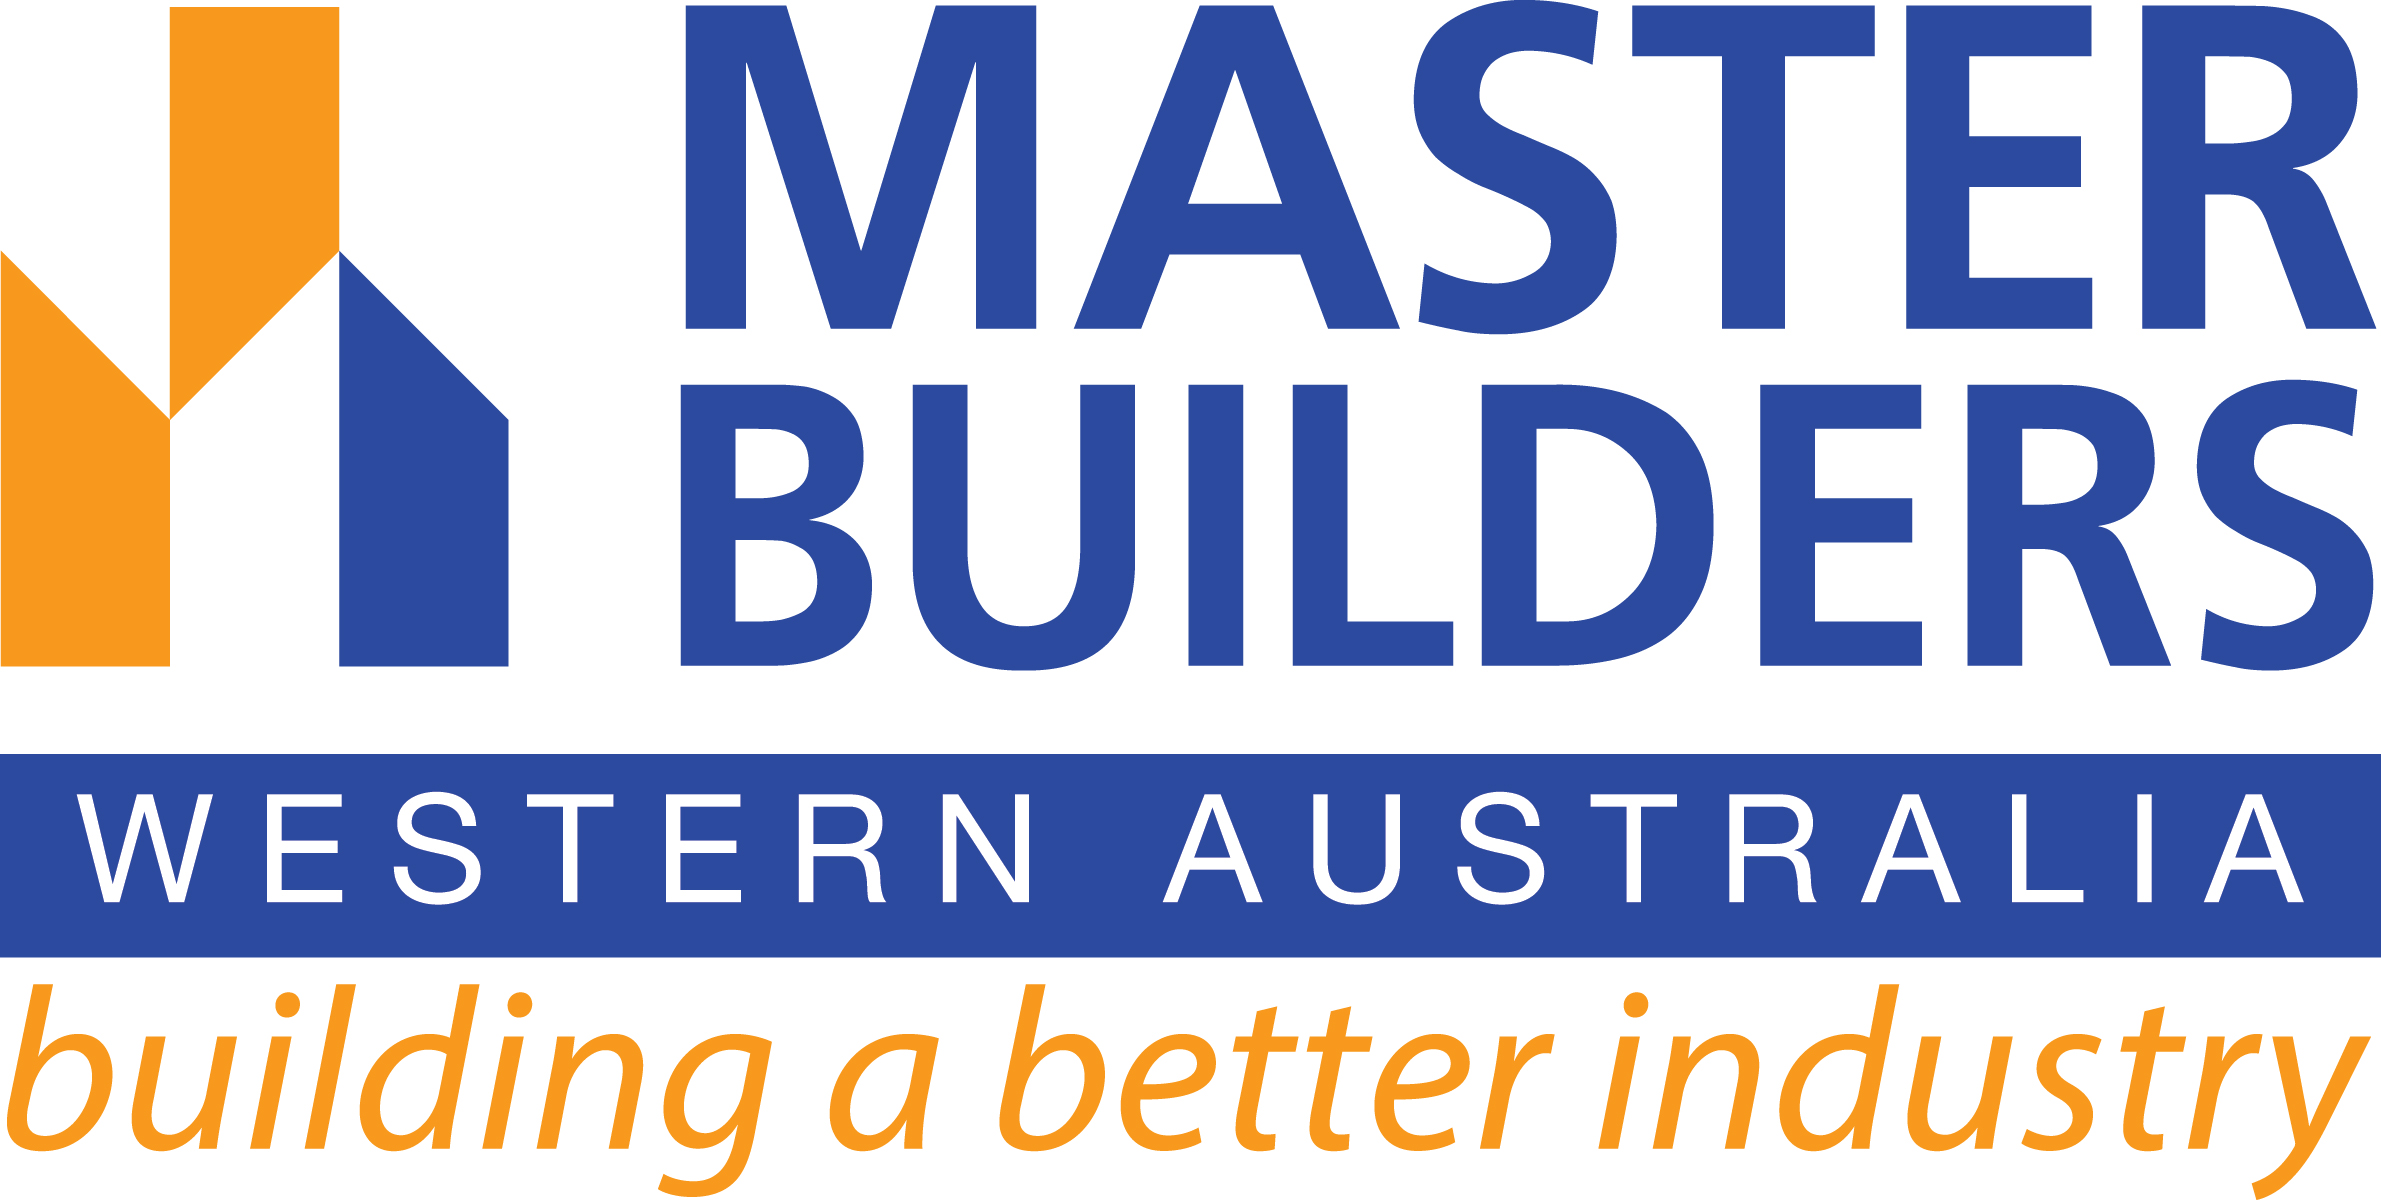 MASTER
BUILDERS
WESTERN AUSTRALIA
building a better industry